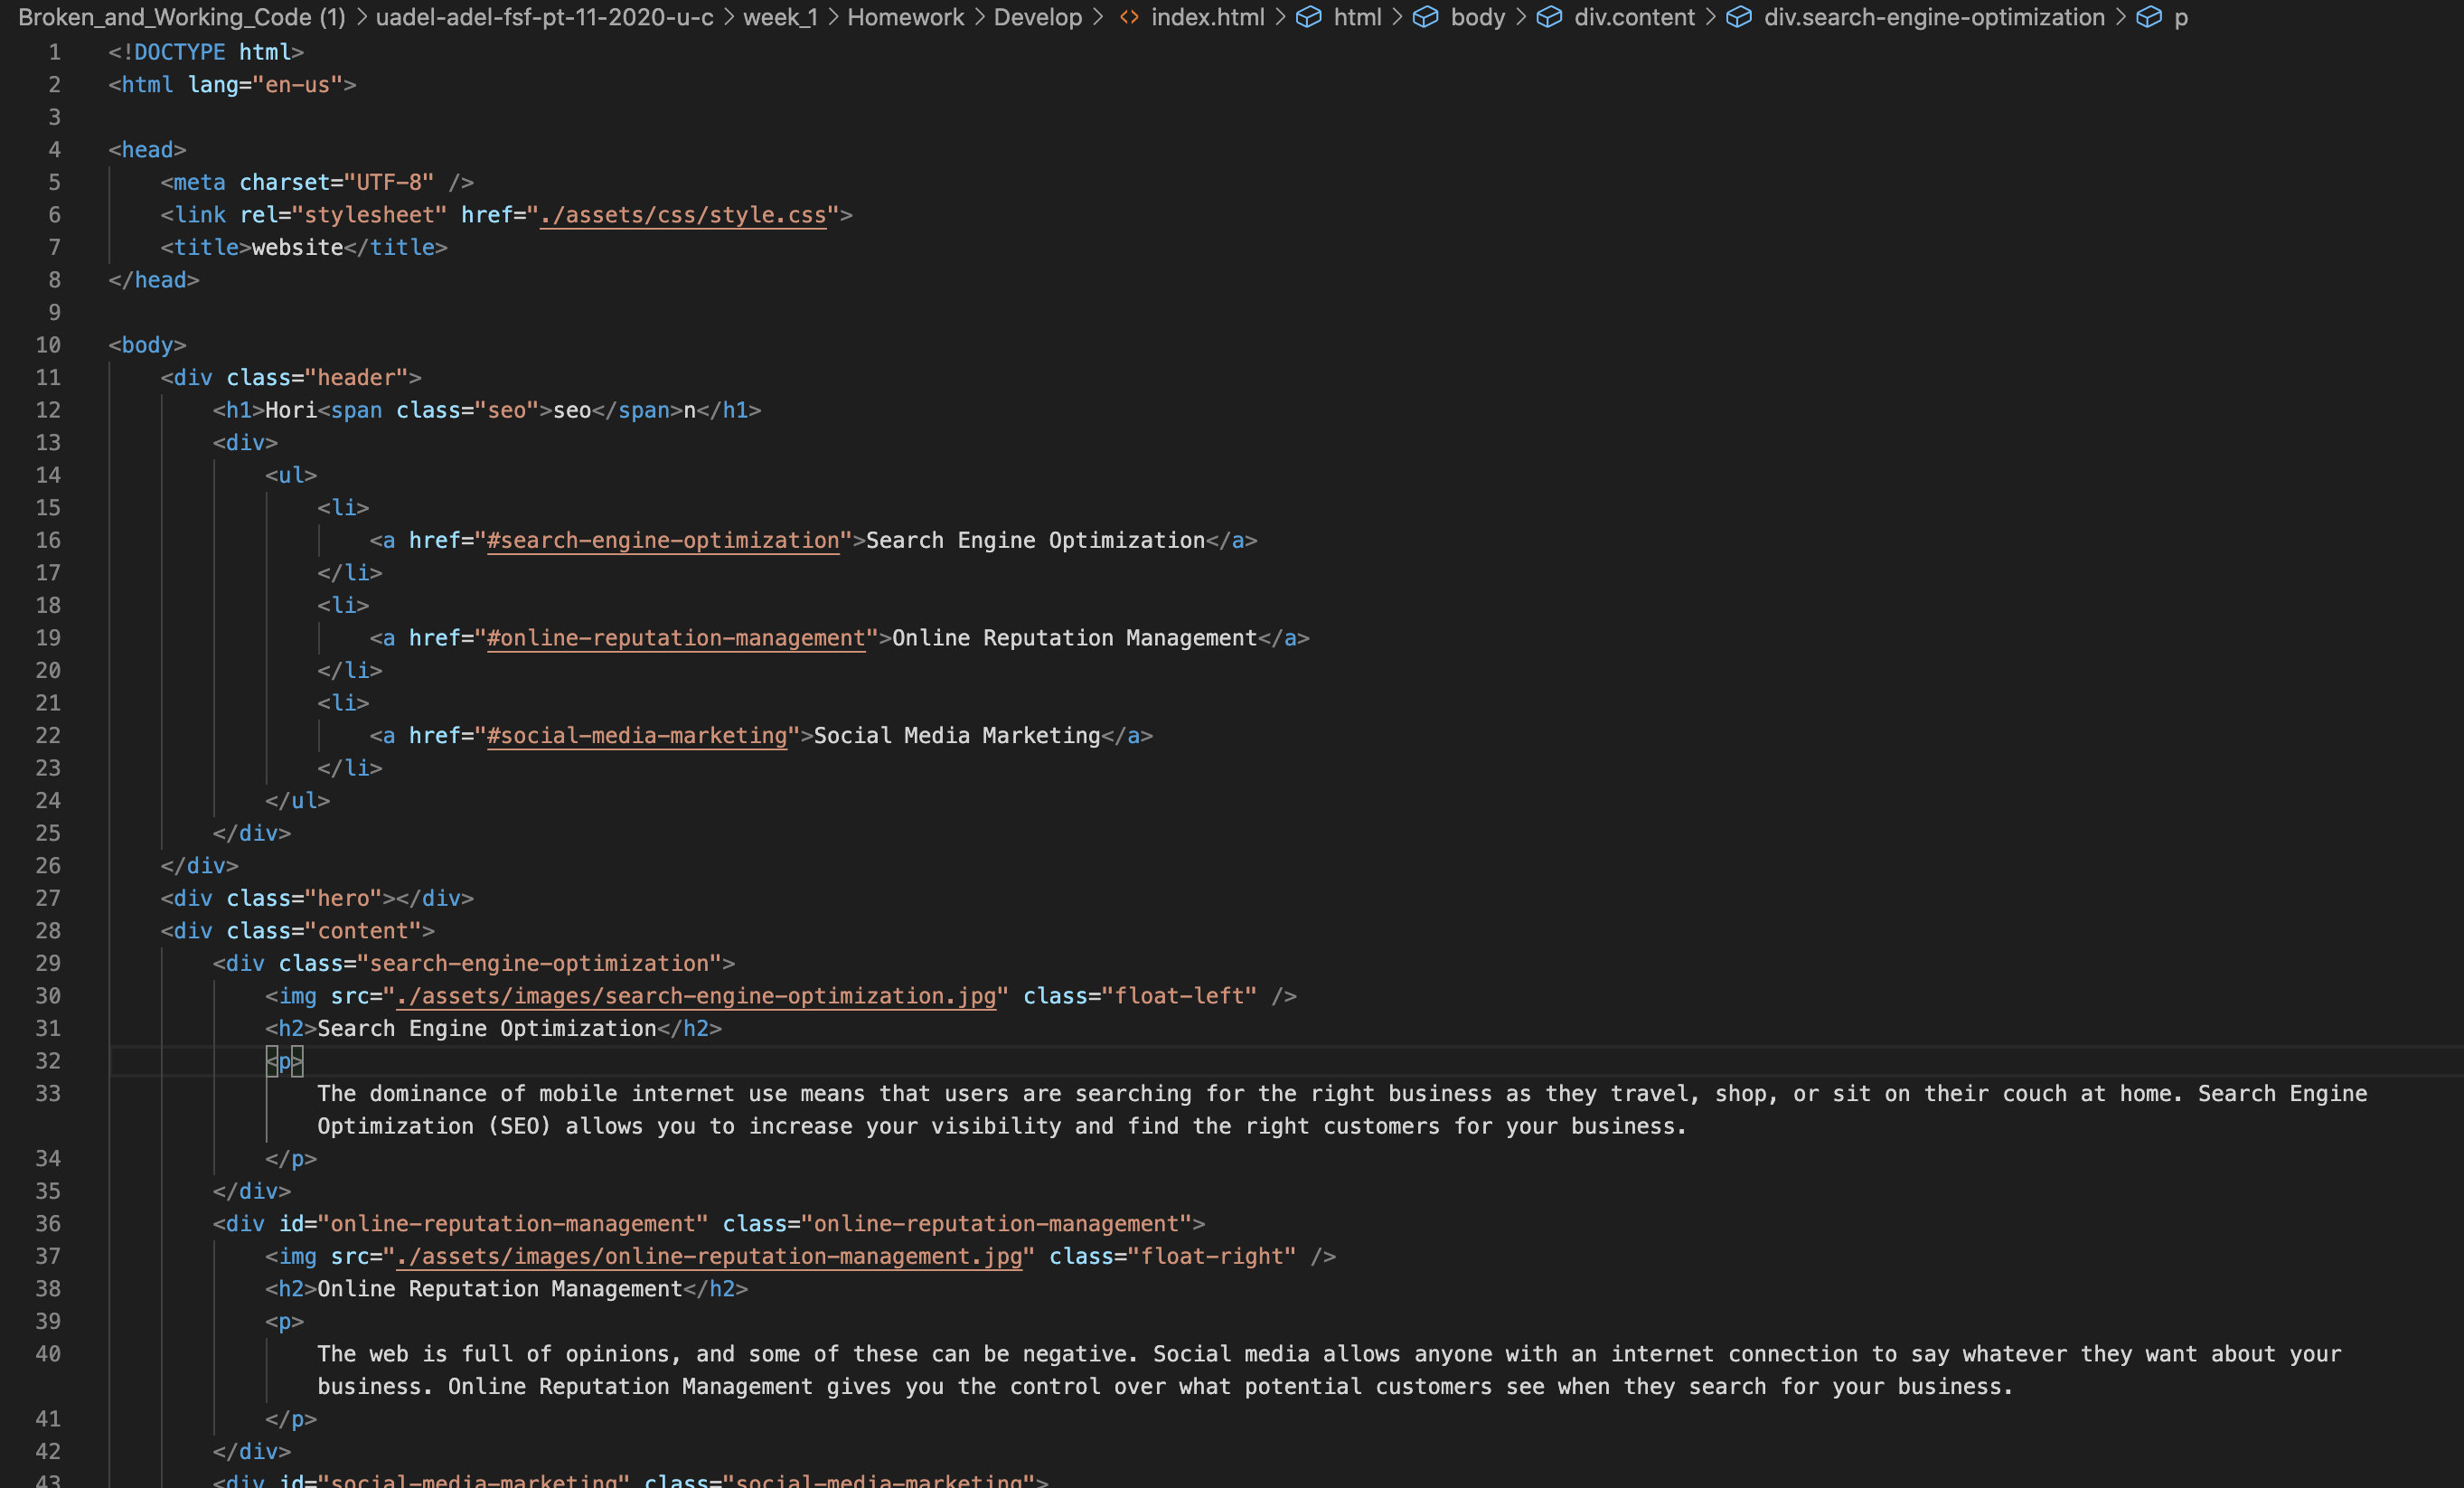 Broken_and_Working_Code (1) > uadel-adel-fsf-pt-11-2020-u-c > week_1 > Homework > Develop > <> index.html > html > body > div.content > div.search-engine-optimization > p
1 <!DOCTYPE html>
2 <html lang="en-us">
3
4 <head>
5     <meta charset="UTF-8" />
6     <link rel="stylesheet" href="./assets/css/style.css">
7     <title>website</title>
8 </head>
9
10 <body>
11     <div class="header">
12         <h1>Hori<span class="seo">seo</span>n</h1>
13         <div>
14             <ul>
15                 <li>
16                     <a href="#search-engine-optimization">Search Engine Optimization</a>
17                 </li>
18                 <li>
19                     <a href="#online-reputation-management">Online Reputation Management</a>
20                 </li>
21                 <li>
22                     <a href="#social-media-marketing">Social Media Marketing</a>
23                 </li>
24             </ul>
25         </div>
26     </div>
27     <div class="hero"></div>
28     <div class="content">
29         <div class="search-engine-optimization">
30             <img src="./assets/images/search-engine-optimization.jpg" class="float-left" />
31             <h2>Search Engine Optimization</h2>
32             <p>
33                 The dominance of mobile internet use means that users are searching for the right business as they travel, shop, or sit on their couch at home. Search Engine
                Optimization (SEO) allows you to increase your visibility and find the right customers for your business.
34             </p>
35         </div>
36         <div id="online-reputation-management" class="online-reputation-management">
37             <img src="./assets/images/online-reputation-management.jpg" class="float-right" />
38             <h2>Online Reputation Management</h2>
39             <p>
40                 The web is full of opinions, and some of these can be negative. Social media allows anyone with an internet connection to say whatever they want about your
                business. Online Reputation Management gives you the control over what potential customers see when they search for your business.
41             </p>
42         </div>
43         <div id="social-media-marketing" class="social-media-marketing">